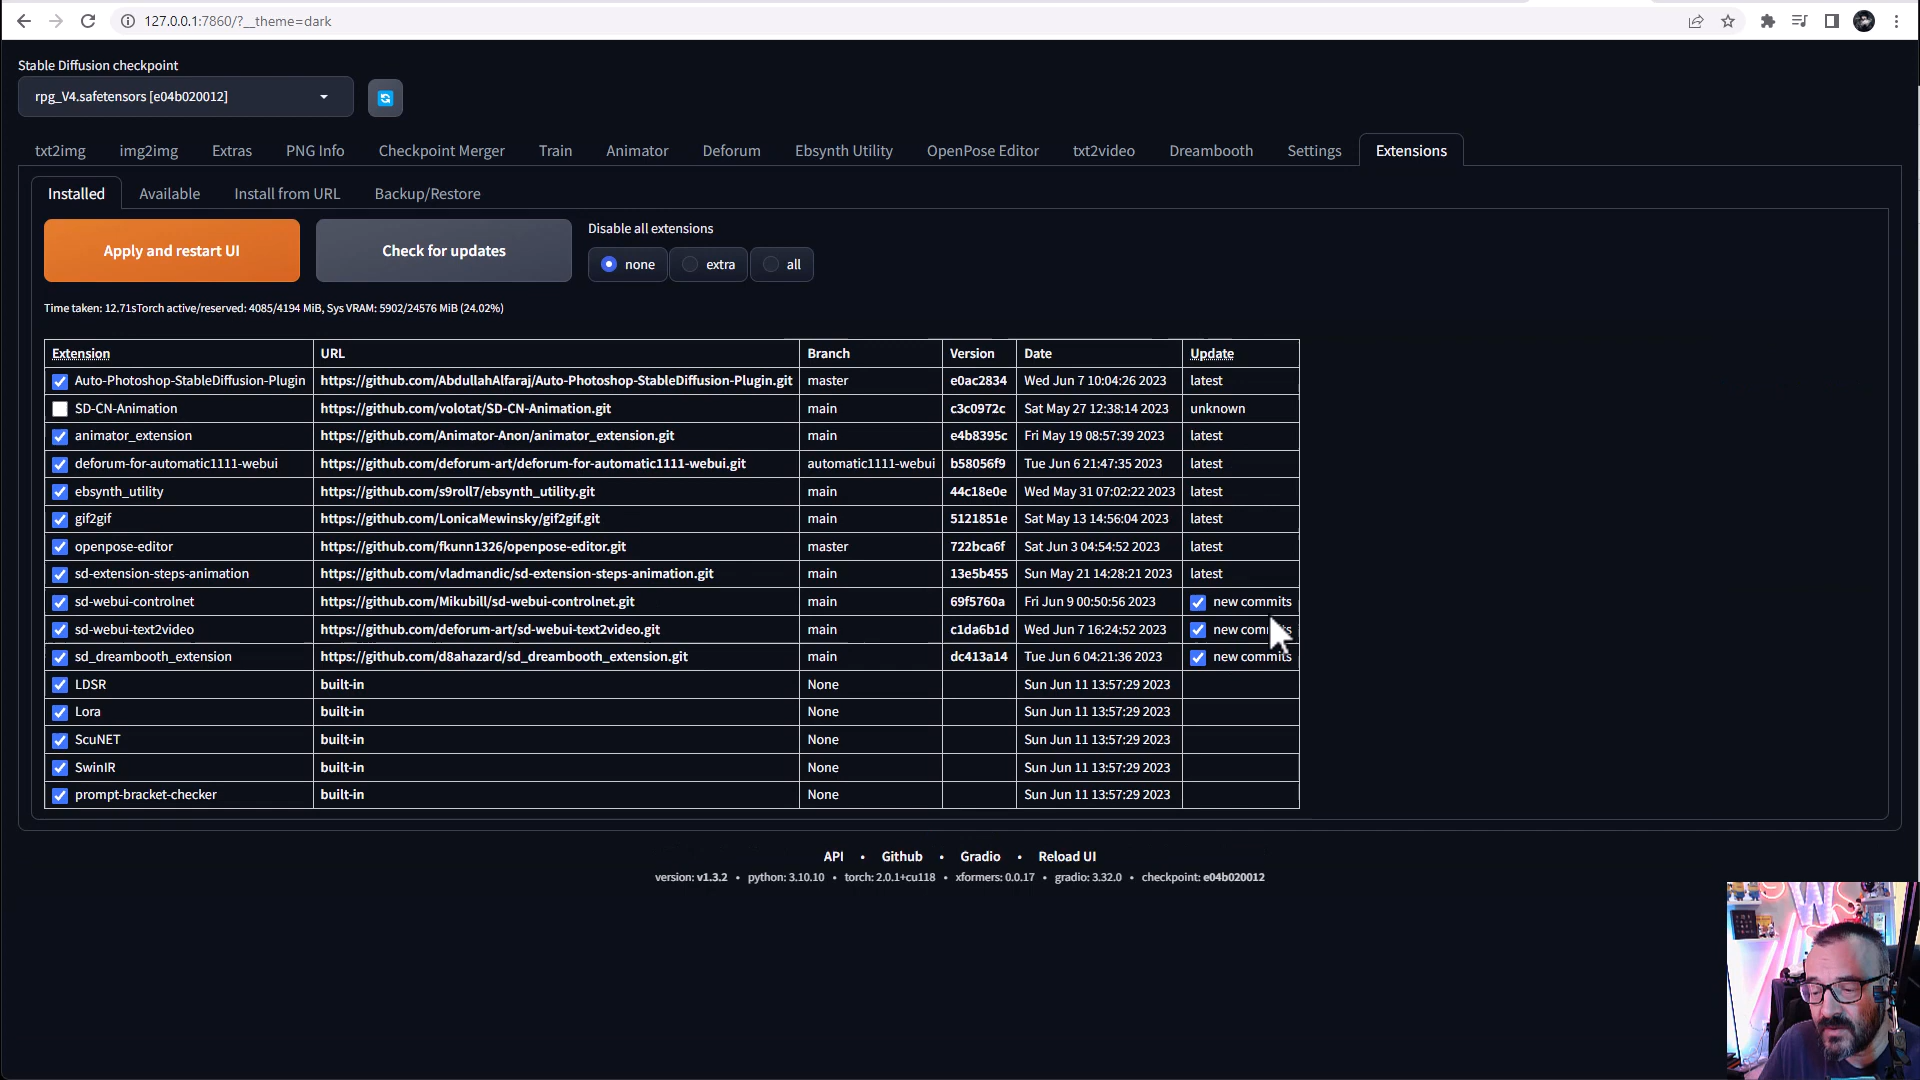 127.0.0.1:7860/?__theme=dark
Stable Diffusion checkpoint
rpg_V4.safetensors [e04b020012]
txt2img img2img Extras PNG Info Checkpoint Merger Train Animator Deforum Ebsynth Utility OpenPose Editor txt2video Dreambooth Settings Extensions
Installed Available Install from URL Backup/Restore
Apply and restart UI Check for updates Disable all extensions
none extra all
Time taken: 12.71sTorch active/reserved: 4085/4194 MiB, Sys VRAM: 5902/24576 MiB (24.02%)
Extension URL Branch Version Date Update
Auto-Photoshop-StableDiffusion-Plugin https://github.com/AbdullahAlfaraj/Auto-Photoshop-StableDiffusion-Plugin.git master e0ac2834 Wed Jun 7 10:04:26 2023 latest
SD-CN-Animation https://github.com/volotat/SD-CN-Animation.git main c3c0972c Sat May 27 12:38:14 2023 unknown
animator_extension https://github.com/Animator-Anon/animator_extension.git main e4b8395c Fri May 19 08:57:39 2023 latest
deforum-for-automatic1111-webui https://github.com/deforum-art/deforum-for-automatic1111-webui.git automatic1111-webui b58056f9 Tue Jun 6 21:47:35 2023 latest
ebsynth_utility https://github.com/s9roll7/ebsynth_utility.git main 44c18e0e Wed May 31 07:02:22 2023 latest
gif2gif https://github.com/LonicaMewinsky/gif2gif.git main 5121851e Sat May 13 14:56:04 2023 latest
openpose-editor https://github.com/fkunn1326/openpose-editor.git master 722bca6f Sat Jun 3 04:54:52 2023 latest
sd-extension-steps-animation https://github.com/vladmandic/sd-extension-steps-animation.git main 13e5b455 Sun May 21 14:28:21 2023 latest
sd-webui-controlnet https://github.com/Mikubill/sd-webui-controlnet.git main 69f5760a Fri Jun 9 00:50:56 2023 new commits
sd-webui-text2video https://github.com/deforum-art/sd-webui-text2video.git main c1da6b1d Wed Jun 7 16:24:52 2023 new commits
sd_dreambooth_extension https://github.com/d8ahazard/sd_dreambooth_extension.git main dc413a14 Tue Jun 6 04:21:36 2023 new commits
LDSR built-in None Sun Jun 11 13:57:29 2023
Lora built-in None Sun Jun 11 13:57:29 2023
ScuNET built-in None Sun Jun 11 13:57:29 2023
SwinIR built-in None Sun Jun 11 13:57:29 2023
prompt-bracket-checker built-in None Sun Jun 11 13:57:29 2023
API • Github • Gradio • Reload UI
version: v1.3.2 • python: 3.10.10 • torch: 2.0.1+cu118 • xformers: 0.0.17 • gradio: 3.32.0 • checkpoint: e04b020012